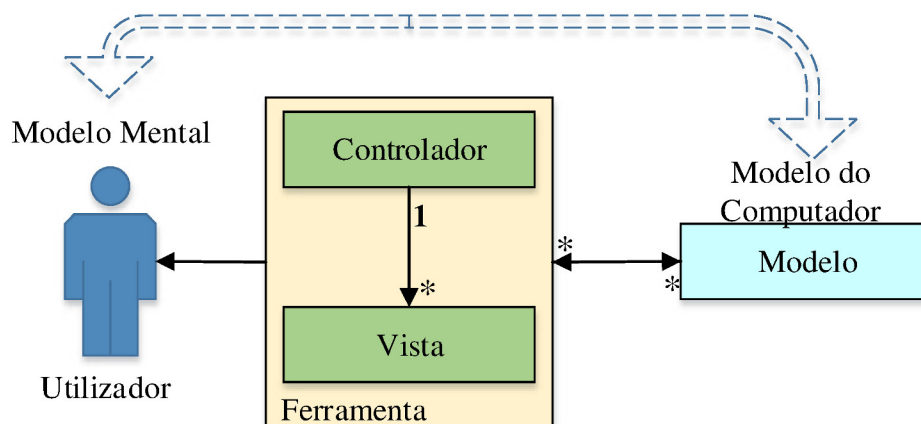 Modelo Mental
Controlador
Modelo do
Computador
1
*
*
Modelo
*
Vista
Utilizador
Ferramenta